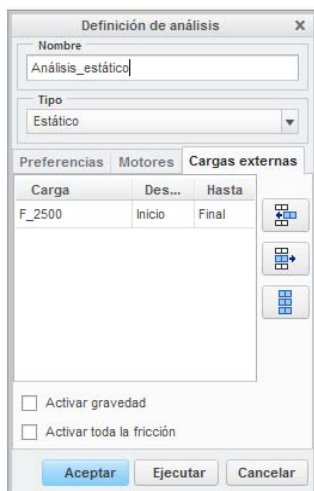 Definición de análisis
Nombre
Análisis_estático
Tipo
Estático
Preferencias Motores Cargas externas
Carga Des... Hasta
F_2500 Inicio Final
Activar gravedad
Activar toda la fricción
Aceptar Ejecutar Cancelar